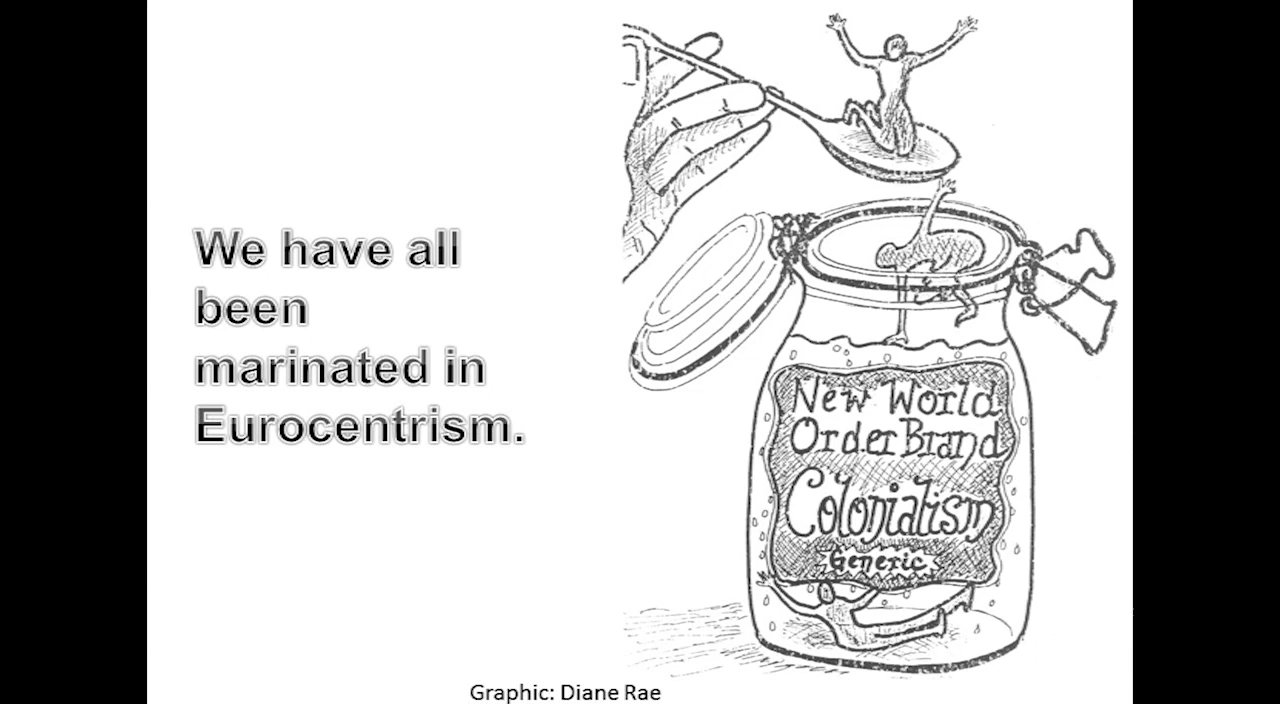 We have all
been
marinated in
Eurocentrism.
New World
Order Brand
Colonialism
Generic
Graphic: Diane Rae